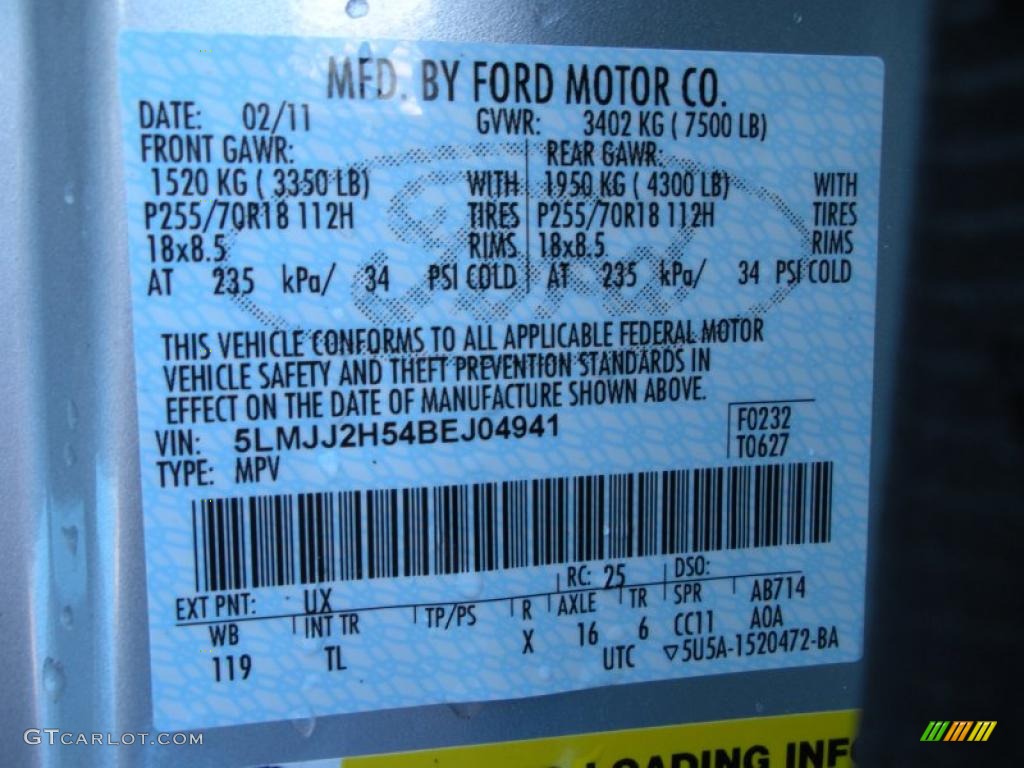 MFD. BY FORD MOTOR CO.
DATE: 02/11 GVWR: 3402 KG ( 7500 LB)
FRONT GAWR: REAR GAWR:
1520 KG ( 3350 LB) WITH 1950 KG ( 4300 LB) WITH
P255/70R18 112H TIRES P255/70R18 112H TIRES
18x8.5 RIMS 18x8.5 RIMS
AT 235 kPa/ 34 PSI COLD AT 235 kPa/ 34 PSI COLD
THIS VEHICLE CONFORMS TO ALL APPLICABLE FEDERAL MOTOR
VEHICLE SAFETY AND THEFT PREVENTION STANDARDS IN
EFFECT ON THE DATE OF MANUFACTURE SHOWN ABOVE.
VIN: 5LMJJ2H54BEJ04941 F0232
TYPE: MPV T0627
EXT PNT: UX RC: 25 DSO:
WB INT TR TP/PS R AXLE TR SPR AB714
119 TL X 16 6 CC11 A0A
UTC ▽5U5A-1520472-BA
Ford
LOADING INFO
GTCARLOT.COM